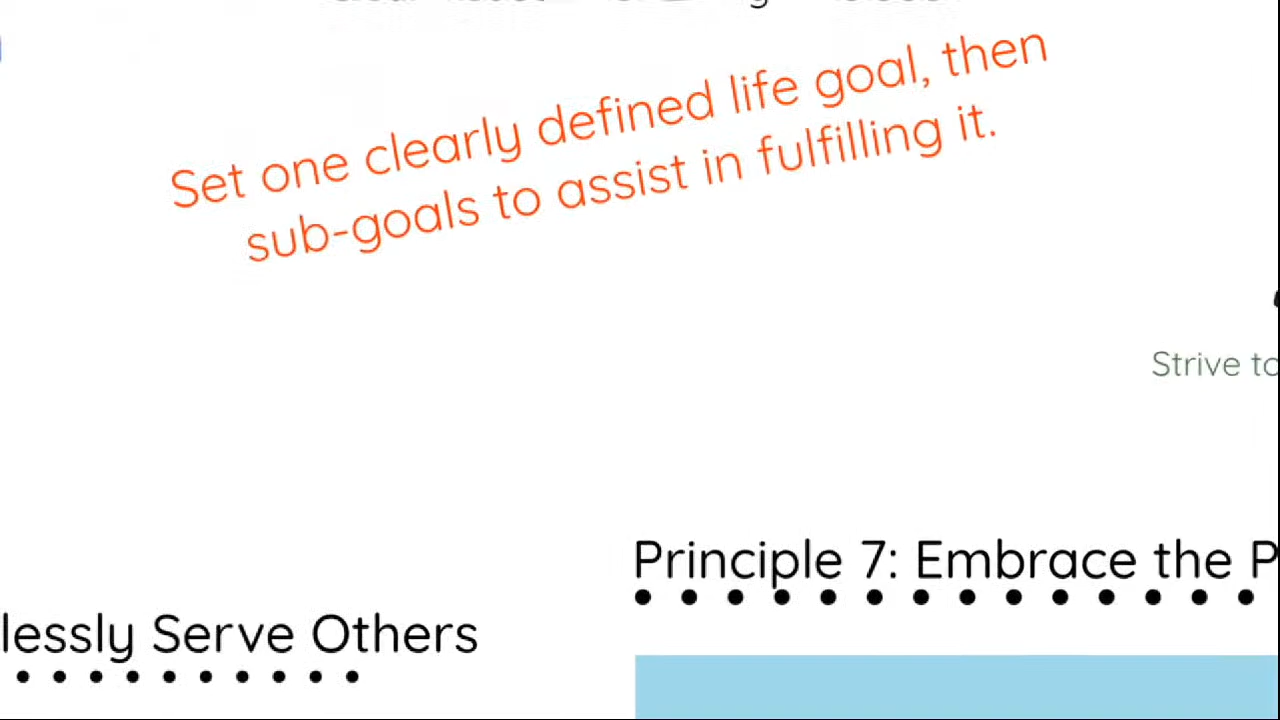 Set one clearly defined life goal, then
sub-goals to assist in fulfilling it.
Strive to
Principle 7: Embrace the P
lessly Serve Others